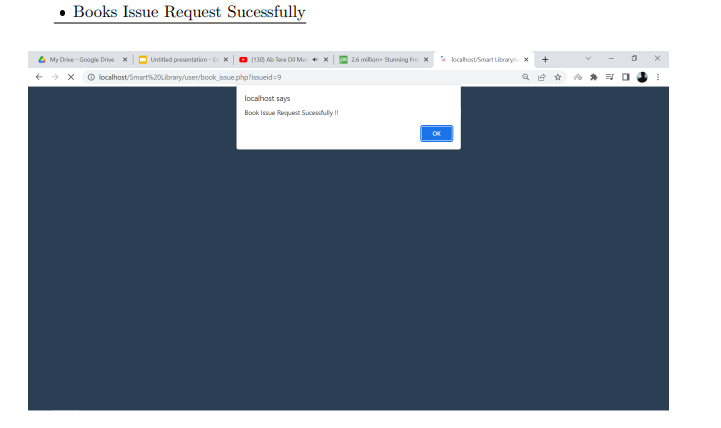 • Books Issue Request Sucessfully
My Drive - Google Drive
Untitled presentation - G
(130) Ab Tere Dil Me
2.6 million+ Stunning Fre
localhost/Smart Library/u
localhost/Smart%20Library/user/book_issue.php?issueid=9
localhost says
Book Issue Request Sucessfully !!
OK